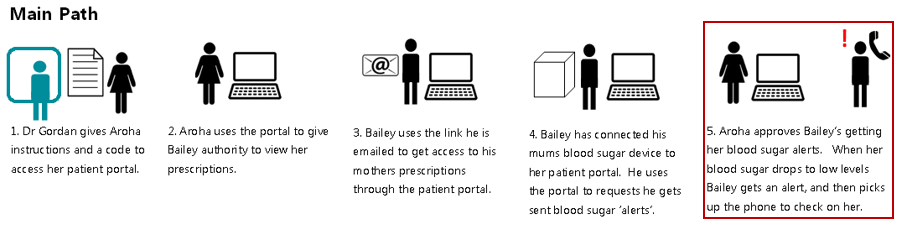 Main Path
@
!
1. Dr Gordan gives Aroha
instructions and a code to
access her patient portal.
2. Aroha uses the portal to give
Bailey authority to view her
prescriptions.
3. Bailey uses the link he is
emailed to get access to his
mothers prescriptions
through the patient portal.
4. Bailey has connected his
mums blood sugar device to
her patient portal.  He uses
the portal to requests he gets
sent blood sugar ‘alerts’.
5. Aroha approves Bailey’s getting
her blood sugar alerts.   When her
blood sugar drops to low levels
Bailey gets an alert, and then picks
up the phone to check on her.